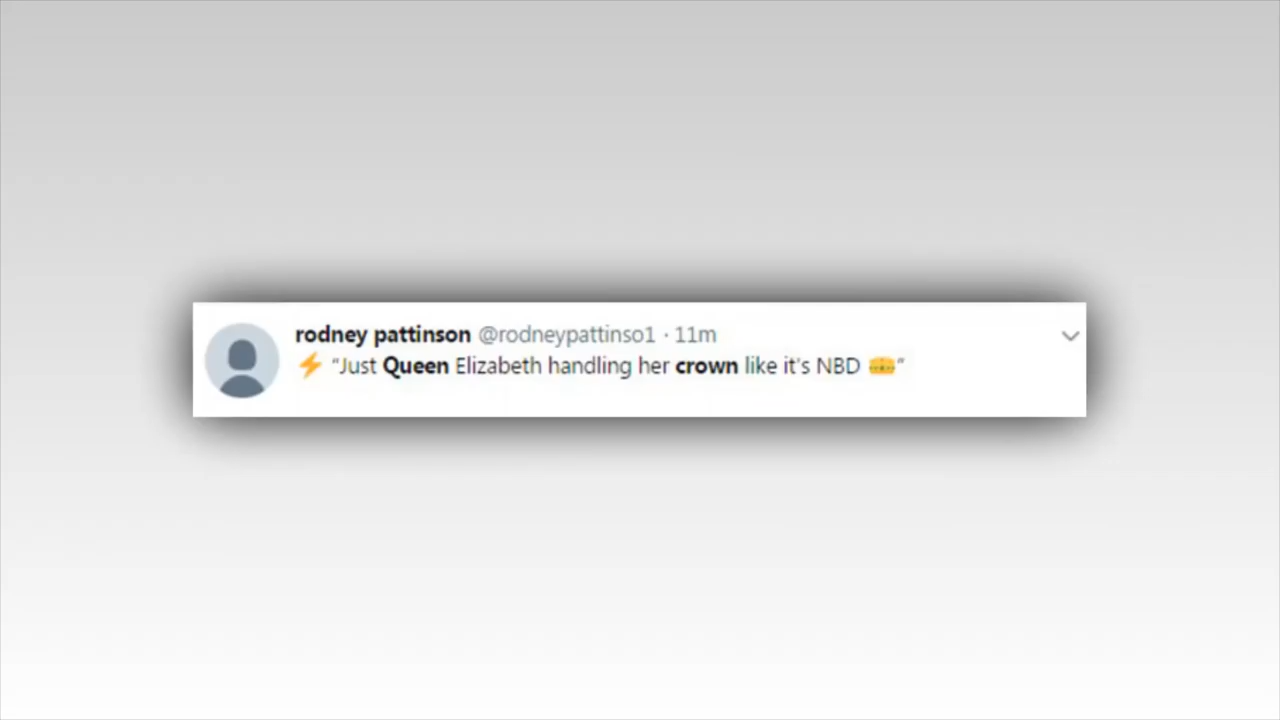 rodney pattinson @rodneypattinso1 · 11m
⚡ “Just Queen Elizabeth handling her crown like it's NBD 👑”